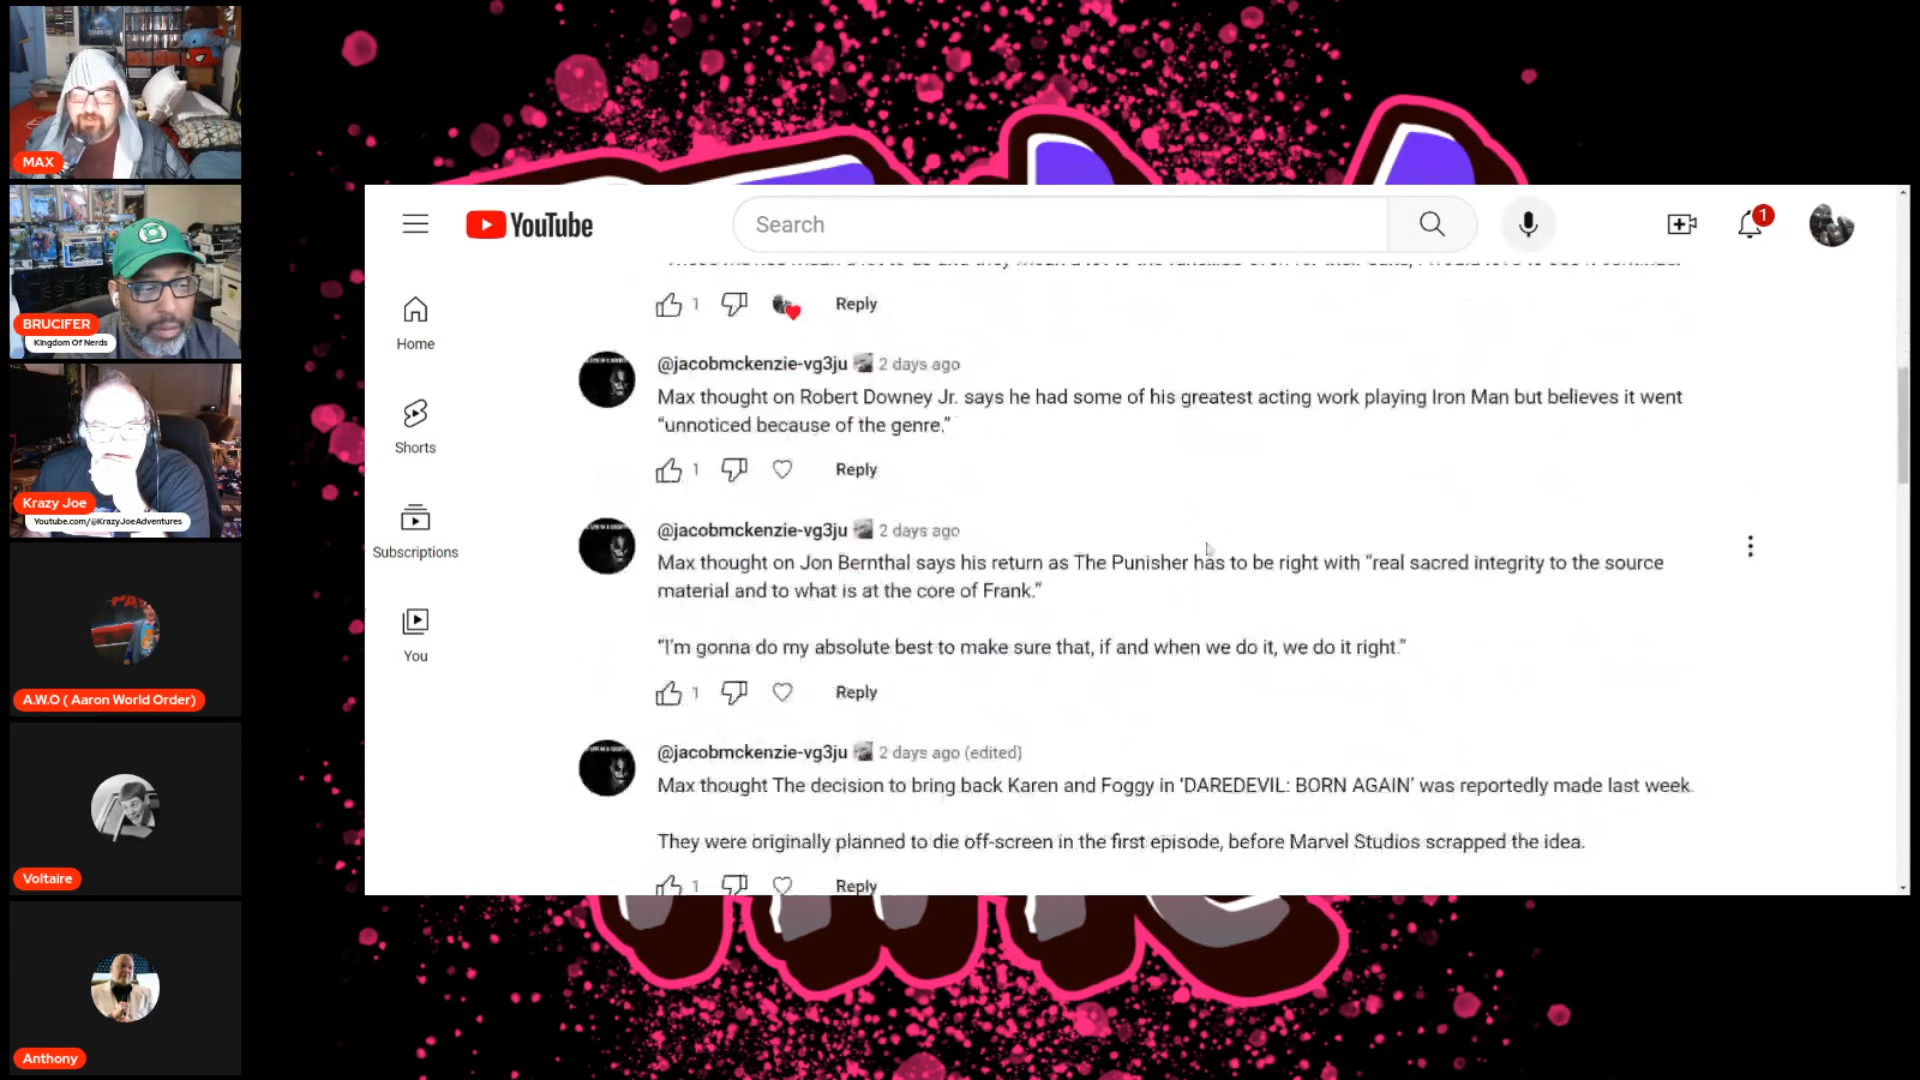 MAX
BRUCIFER
Kingdom Of Nerds
Krazy Joe
Youtube.com/@KrazyJoeAdventures
A.W.O ( Aaron World Order)
Voltaire
Anthony
YouTube
Search
1
Home
Shorts
Subscriptions
You
1 Reply
@jacobmckenzie-vg3ju 2 days ago
Max thought on Robert Downey Jr. says he had some of his greatest acting work playing Iron Man but believes it went
“unnoticed because of the genre.”
1 Reply
@jacobmckenzie-vg3ju 2 days ago
Max thought on Jon Bernthal says his return as The Punisher has to be right with “real sacred integrity to the source
material and to what is at the core of Frank.”
“I’m gonna do my absolute best to make sure that, if and when we do it, we do it right.”
1 Reply
@jacobmckenzie-vg3ju 2 days ago (edited)
Max thought The decision to bring back Karen and Foggy in ‘DAREDEVIL: BORN AGAIN’ was reportedly made last week.
They were originally planned to die off-screen in the first episode, before Marvel Studios scrapped the idea.
1 Reply